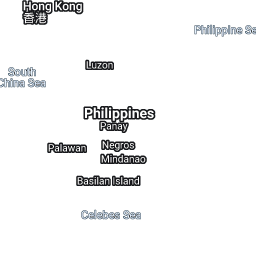 Hong Kong
香港
Philippine Se
Luzon
South
China Sea
Philippines
Panay
Palawan
Negros
Mindanao
Basilan Island
Celebes Sea